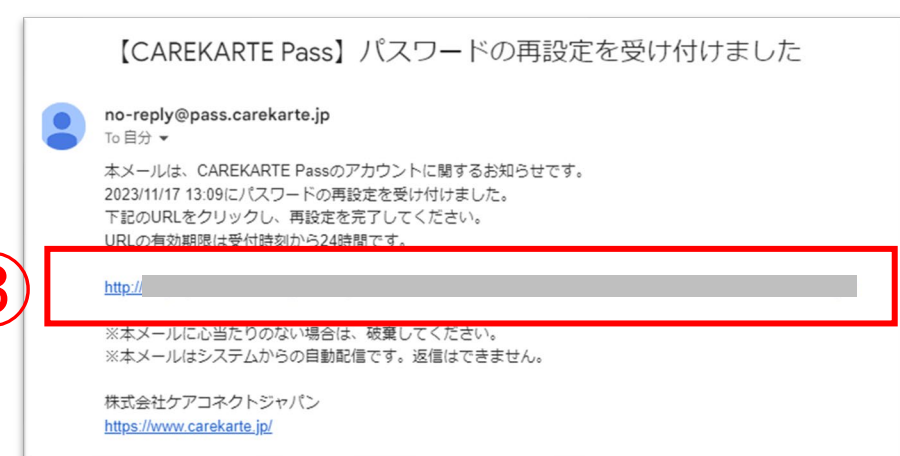 【CAREKARTE Pass】パスワードの再設定を受け付けました
no-reply@pass.carekarte.jp
To 自分
本メールは、CAREKARTE Passのアカウントに関するお知らせです。
2023/11/17 13:09にパスワードの再設定を受け付けました。
下記のURLをクリックし、再設定を完了してください。
URLの有効期限は受付時刻から24時間です。
http://
※本メールに心当たりのない場合は、破棄してください。
※本メールはシステムからの自動配信です。返信はできません。
株式会社ケアコネクトジャパン
https://www.carekarte.jp/